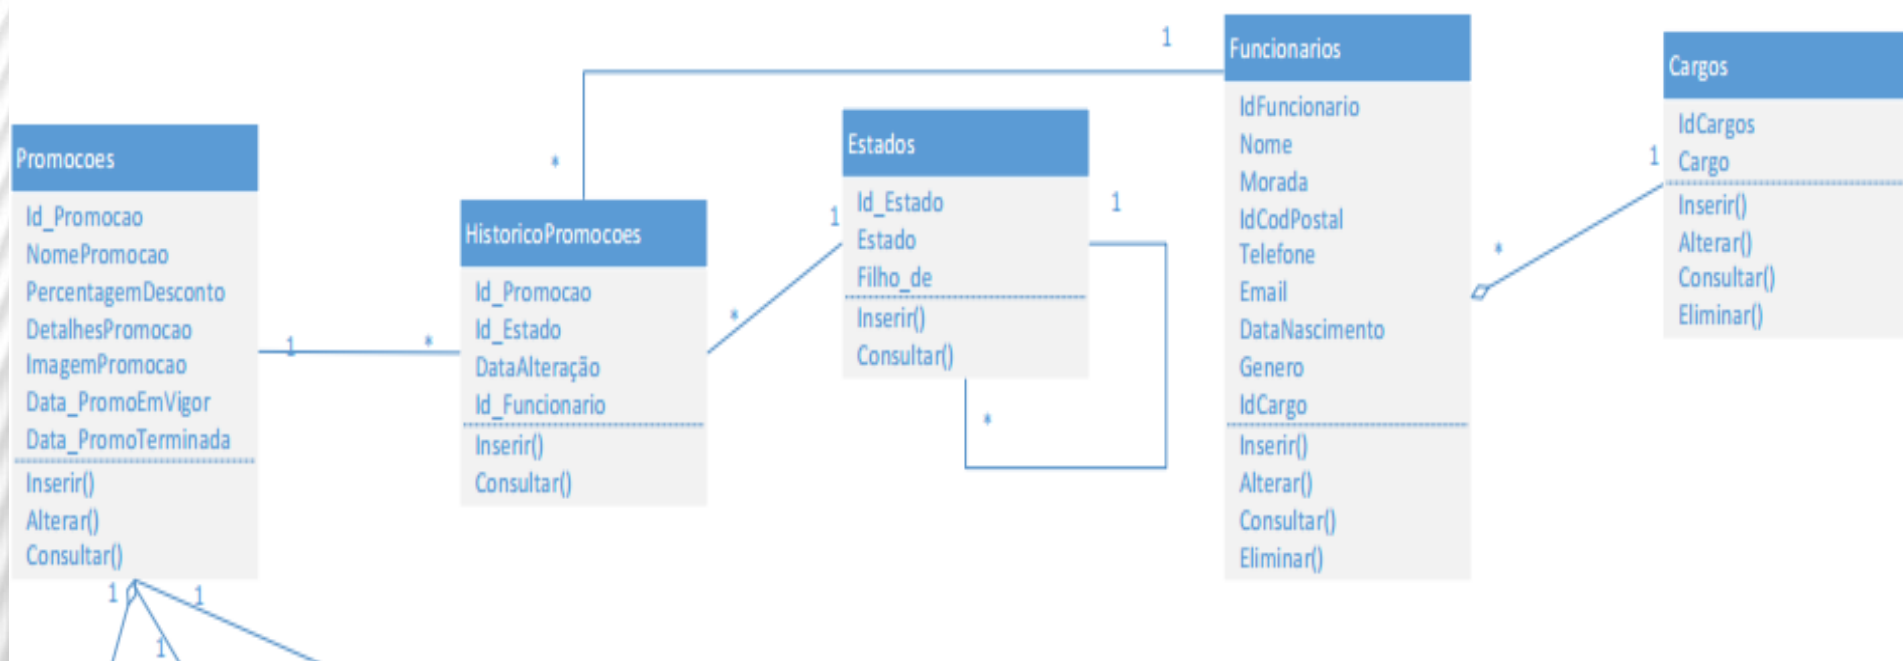 Promocoes
Id_Promocao
NomePromocao
PercentagemDesconto
DetalhesPromocao
ImagemPromocao
Data_PromoEmVigor
Data_PromoTerminada
Inserir()
Alterar()
Consultar()
1
1
1
1
*
HistoricoPromocoes
Id_Promocao
Id_Estado
DataAlteração
Id_Funcionario
Inserir()
Consultar()
*
1
*
1
Estados
Id_Estado
Estado
Filho_de
Inserir()
Consultar()
1
*
Funcionarios
IdFuncionario
Nome
Morada
IdCodPostal
Telefone
Email
DataNascimento
Genero
IdCargo
Inserir()
Alterar()
Consultar()
Eliminar()
*
1
Cargos
IdCargos
Cargo
Inserir()
Alterar()
Consultar()
Eliminar()